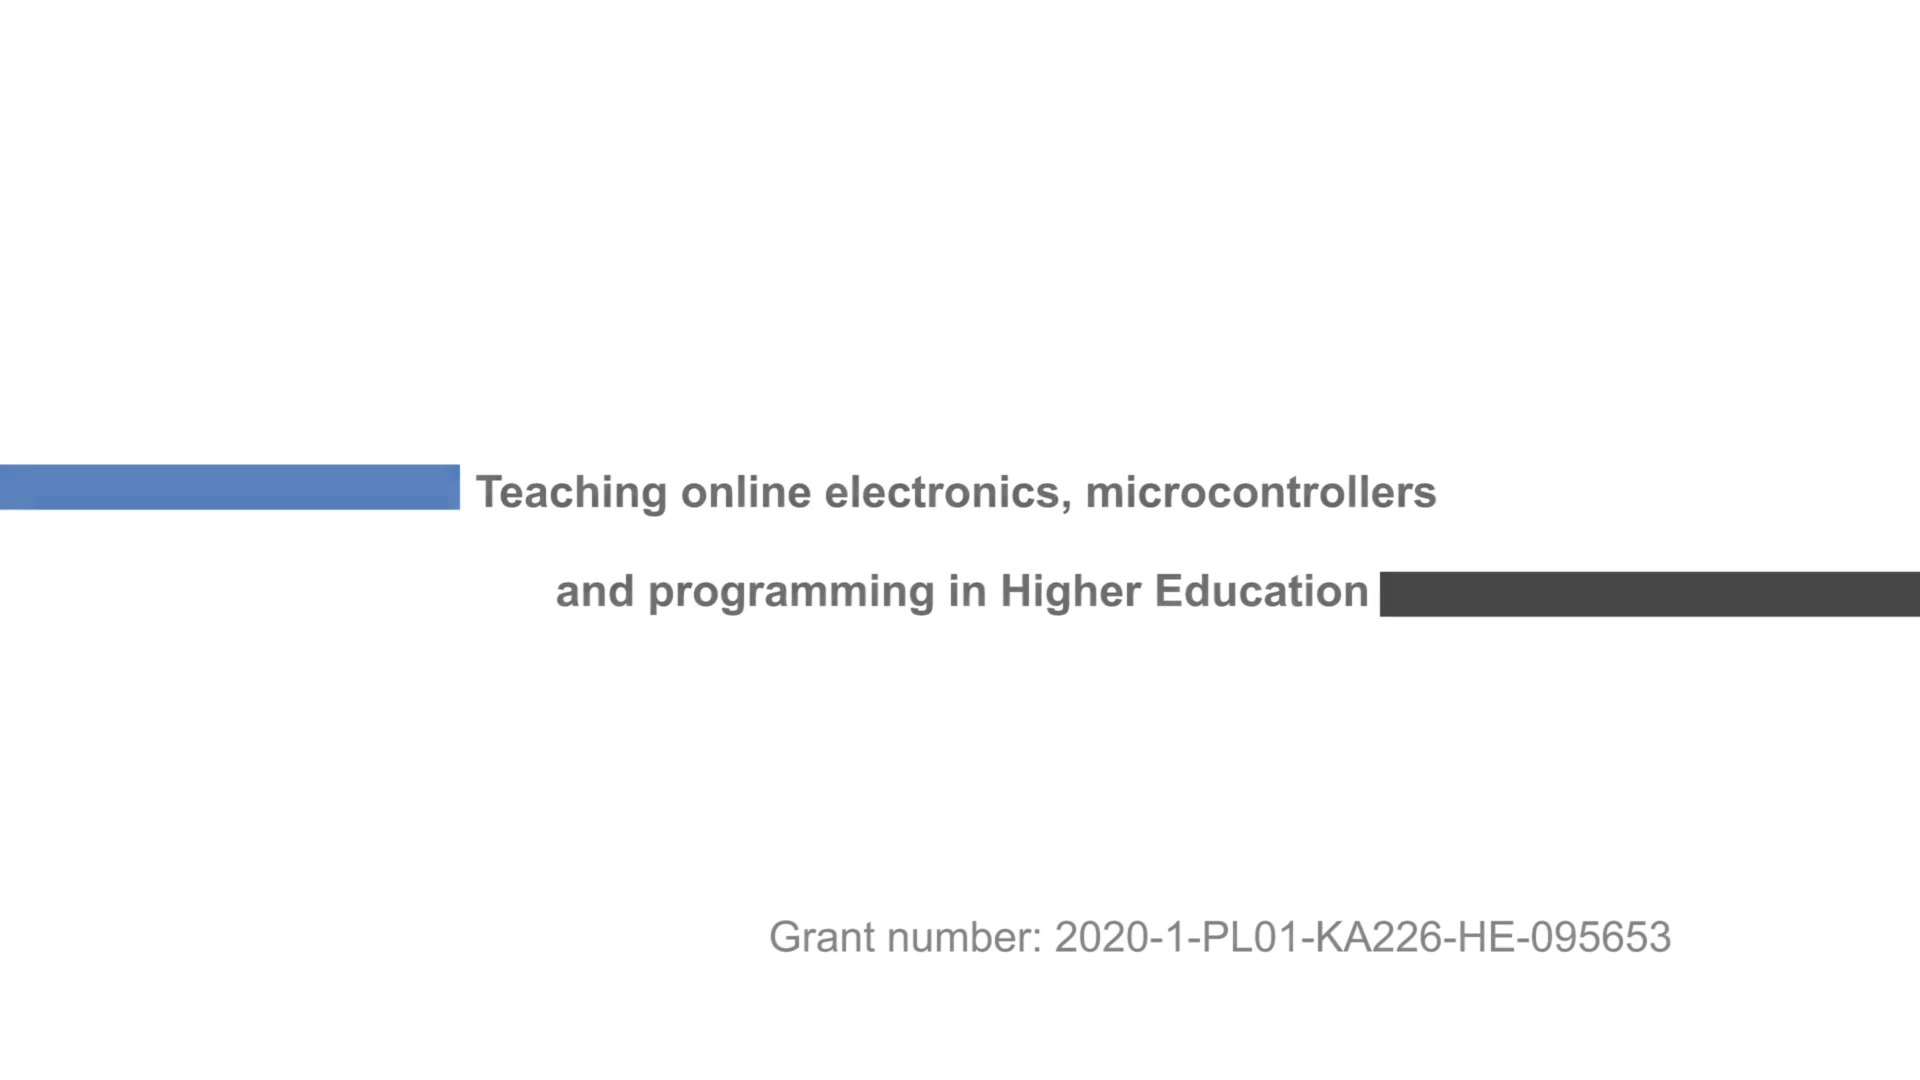 Teaching online electronics, microcontrollers
and programming in Higher Education
Grant number: 2020-1-PL01-KA226-HE-095653